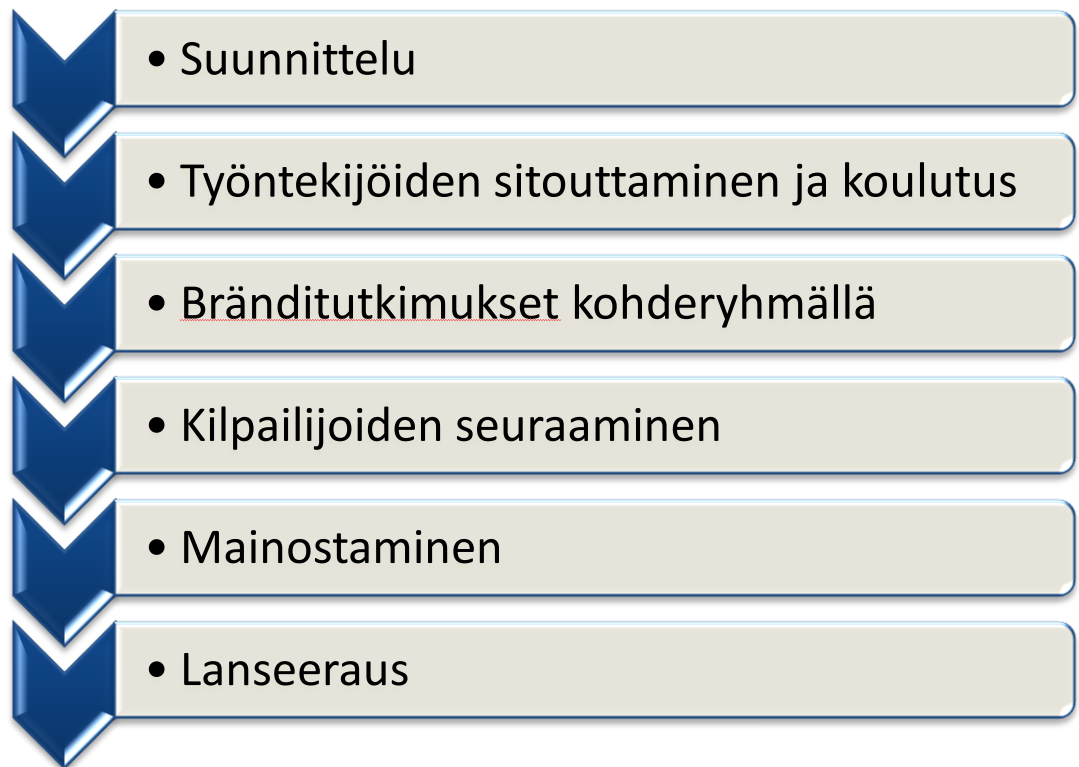 • Suunnittelu
• Työntekijöiden sitouttaminen ja koulutus
• Bränditutkimukset kohderyhmällä
• Kilpailijoiden seuraaminen
• Mainostaminen
• Lanseeraus